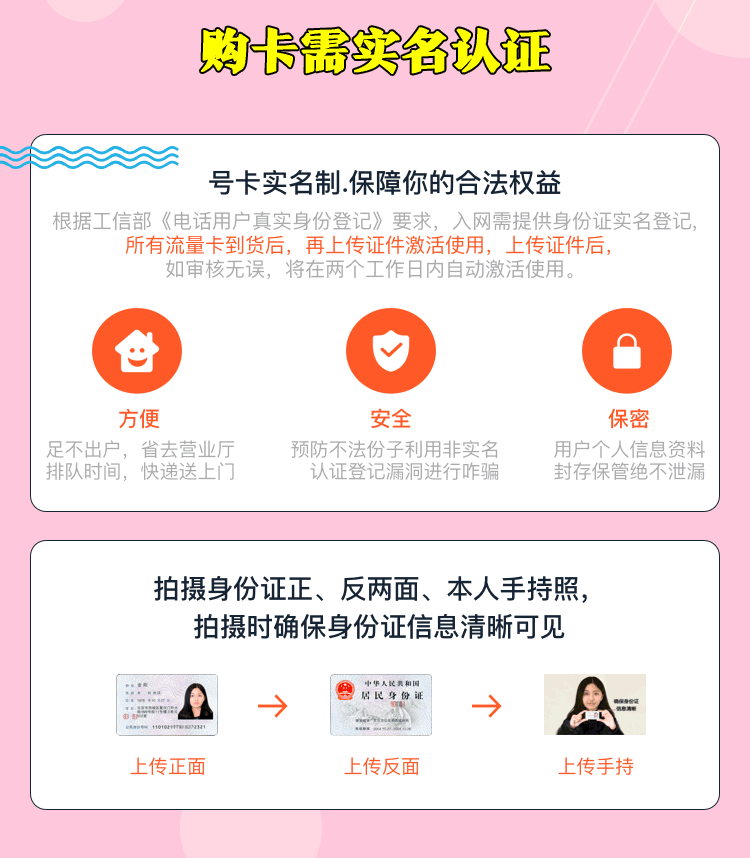 购卡需实名认证
号卡实名制.保障你的合法权益
根据工信部《电话用户真实身份登记》要求，入网需提供身份证实名登记,
所有流量卡到货后，再上传证件激活使用，上传证件后,
如审核无误，将在两个工作日内自动激活使用。
方便
安全
保密
足不出户，省去营业厅
排队时间，快递送上门
预防不法份子利用非实名
认证登记漏洞进行咋骗
用户个人信息资料
封存保管绝不泄漏
拍摄身份证正、反两面、本人手持照,
拍摄时确保身份证信息清晰可见
中华人民共和国
居民身份证
确保身份证
信息清晰
上传正面
上传反面
上传手持